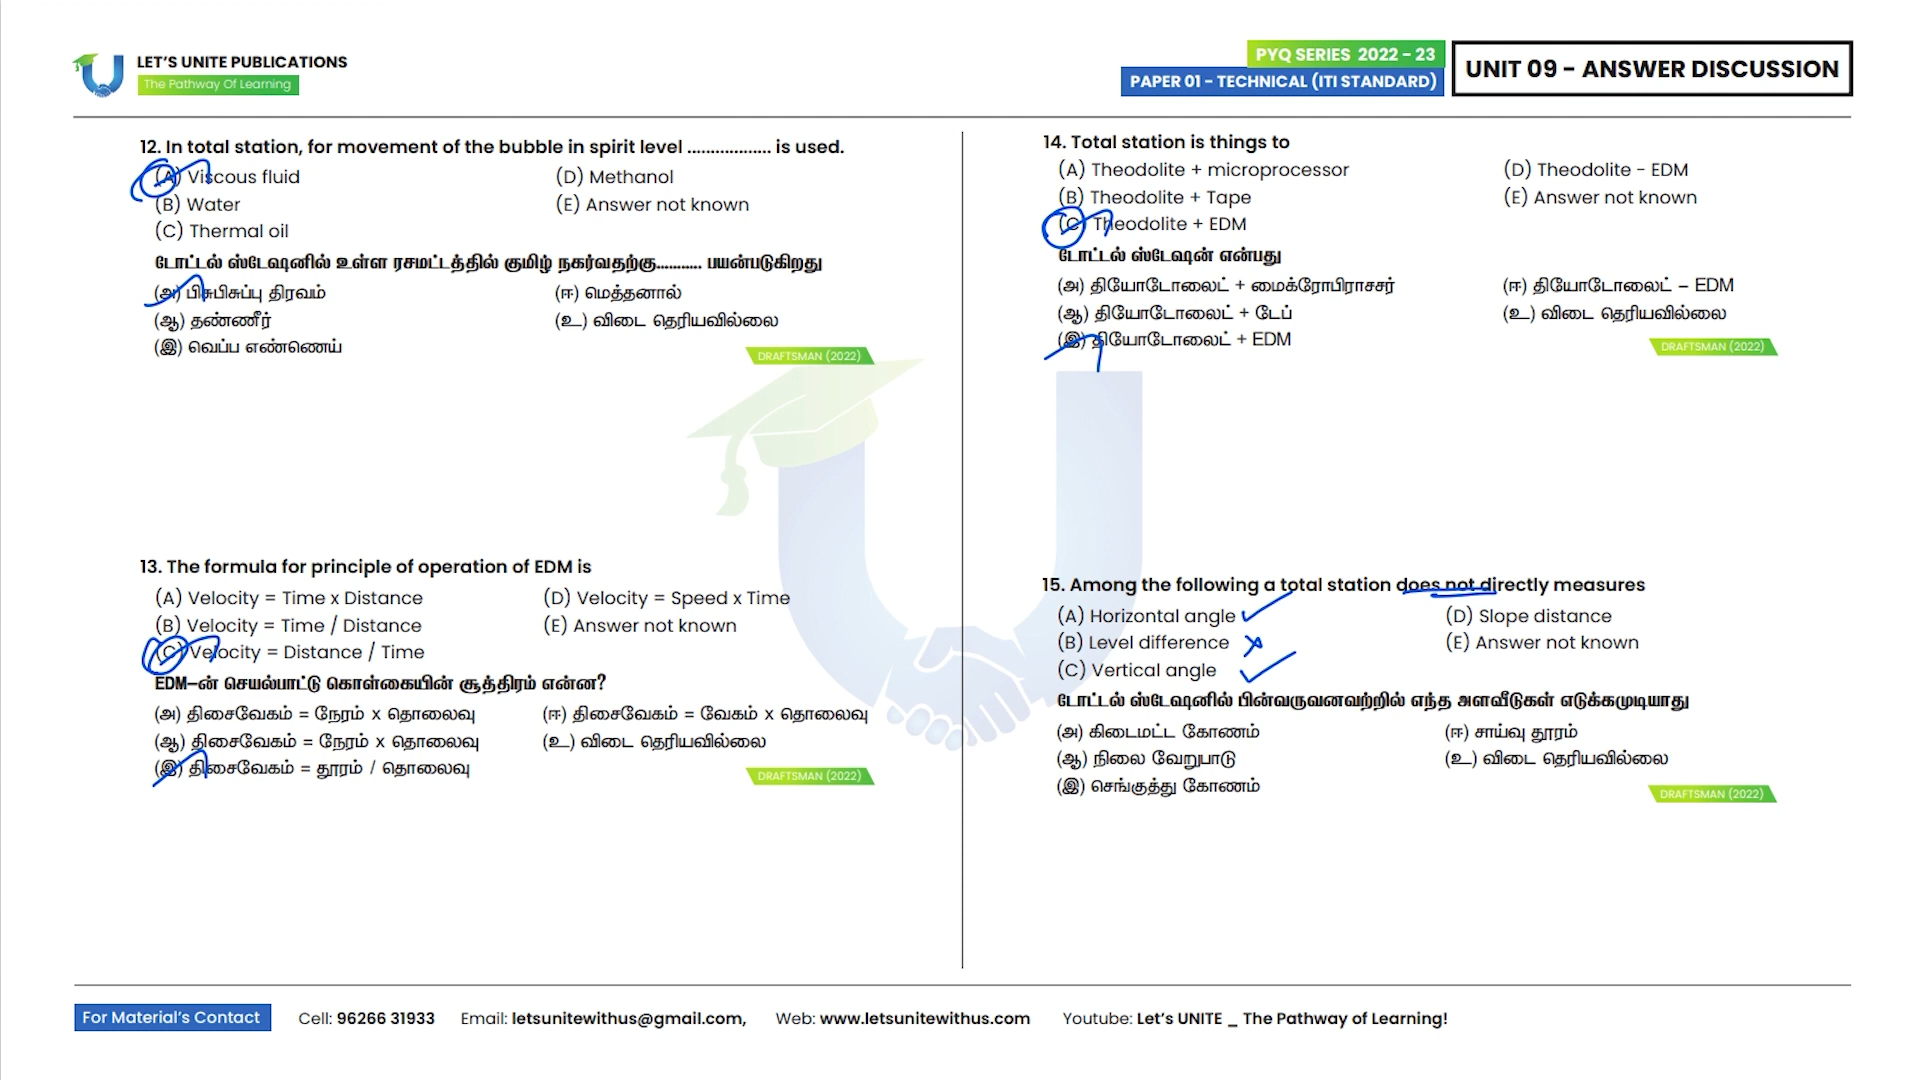 LET'S UNITE PUBLICATIONS
The Pathway Of Learning
PYQ SERIES 2022 - 23
PAPER 01 - TECHNICAL (ITI STANDARD)
UNIT 09 - ANSWER DISCUSSION
12. In total station, for movement of the bubble in spirit level .................. is used.
(A) Viscous fluid
(D) Methanol
(B) Water
(E) Answer not known
(C) Thermal oil
டோட்டல் ஸ்டேஷனில் உள்ள ரசமட்டத்தில் குமிழ் நகர்வதற்கு........... பயன்படுகிறது
(அ) பிசுபிசுப்பு திரவம்
(ஈ) மெத்தனால்
(ஆ) தண்ணீர்
(உ) விடை தெரியவில்லை
(இ) வெப்ப எண்ணெய்
DRAFTSMAN (2022)
13. The formula for principle of operation of EDM is
(A) Velocity = Time x Distance
(D) Velocity = Speed x Time
(B) Velocity = Time / Distance
(E) Answer not known
(C) Velocity = Distance / Time
EDM-ன் செயல்பாட்டு கொள்கையின் சூத்திரம் என்ன?
(அ) திசைவேகம் = நேரம் x தொலைவு
(ஈ) திசைவேகம் = வேகம் x தொலைவு
(ஆ) திசைவேகம் = நேரம் x தொலைவு
(உ) விடை தெரியவில்லை
(இ) திசைவேகம் = தூரம் / தொலைவு
DRAFTSMAN (2022)
14. Total station is things to
(A) Theodolite + microprocessor
(D) Theodolite - EDM
(B) Theodolite + Tape
(E) Answer not known
(C) Theodolite + EDM
டோட்டல் ஸ்டேஷன் என்பது
(அ) தியோடோலைட் + மைக்ரோபிராசசர்
(ஈ) தியோடோலைட் – EDM
(ஆ) தியோடோலைட் + டேப்
(உ) விடை தெரியவில்லை
(இ) தியோடோலைட் + EDM
DRAFTSMAN (2022)
15. Among the following a total station does not directly measures
(A) Horizontal angle
(D) Slope distance
(B) Level difference
(E) Answer not known
(C) Vertical angle
டோட்டல் ஸ்டேஷனில் பின்வருவனவற்றில் எந்த அளவீடுகள் எடுக்கமுடியாது
(அ) கிடைமட்ட கோணம்
(ஈ) சாய்வு தூரம்
(ஆ) நிலை வேறுபாடு
(உ) விடை தெரியவில்லை
(இ) செங்குத்து கோணம்
DRAFTSMAN (2022)
For Material's Contact
Cell: 96266 31933
Email: letsunitewithus@gmail.com,
Web: www.letsunitewithus.com
Youtube: Let's UNITE _ The Pathway of Learning!